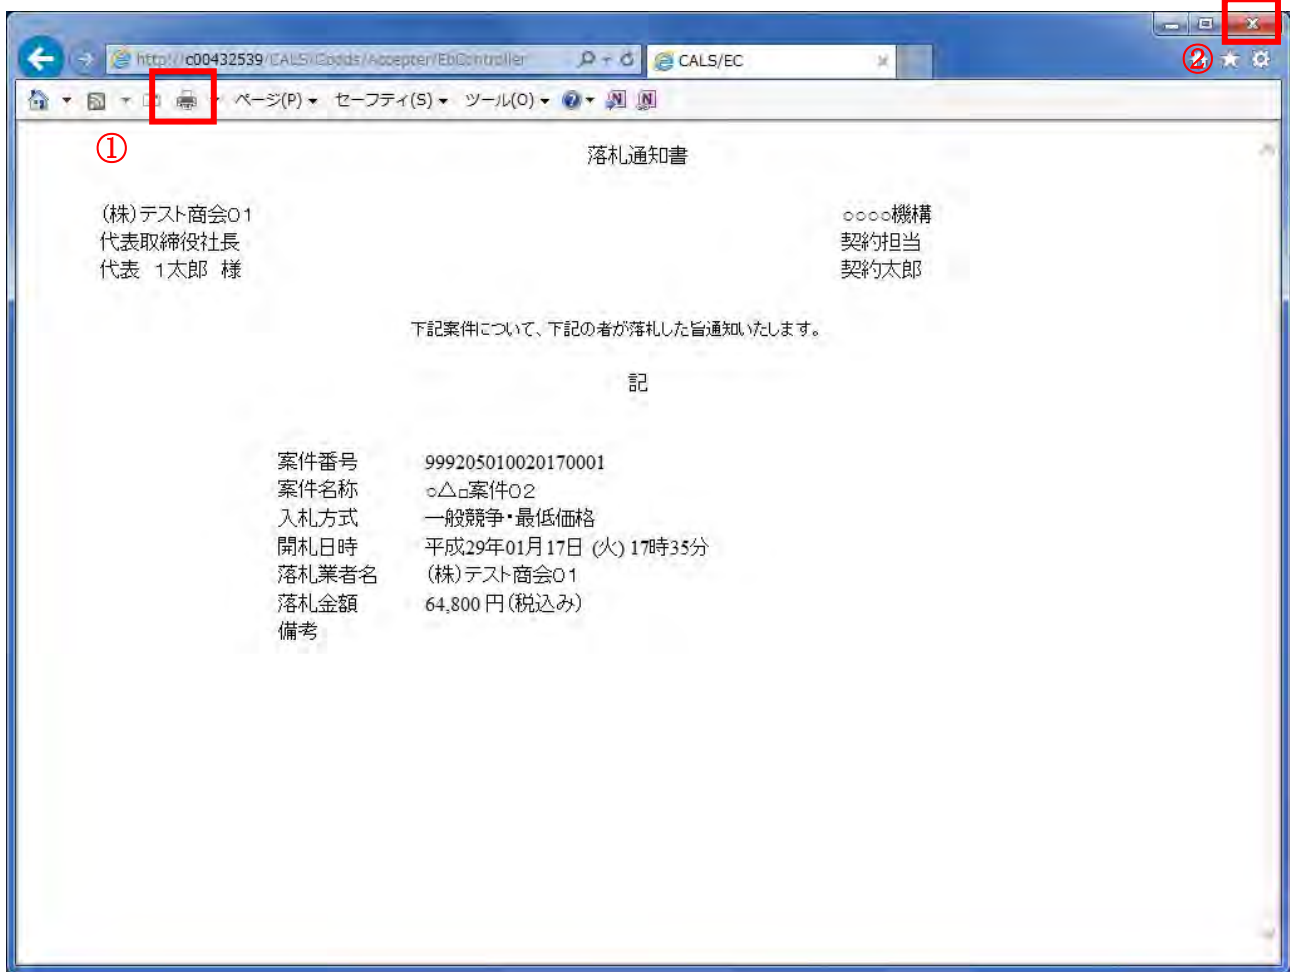 http://c00432539/CALS/Goods/Accepter/EbController
CALS/EC
②
ページ(P)
セーフティ(S)
ツール(O)
①
落札通知書
(株)テスト商会01
○○○○機構
代表取締役社長
契約担当
代表 1太郎 様
契約太郎
下記案件について、下記の者が落札した旨通知いたします。
記
案件番号 999205010020170001
案件名称 ○△□案件02
入札方式 一般競争・最低価格
開札日時 平成29年01月17日 (火) 17時35分
落札業者名 (株)テスト商会01
落札金額 64,800 円(税込み)
備考